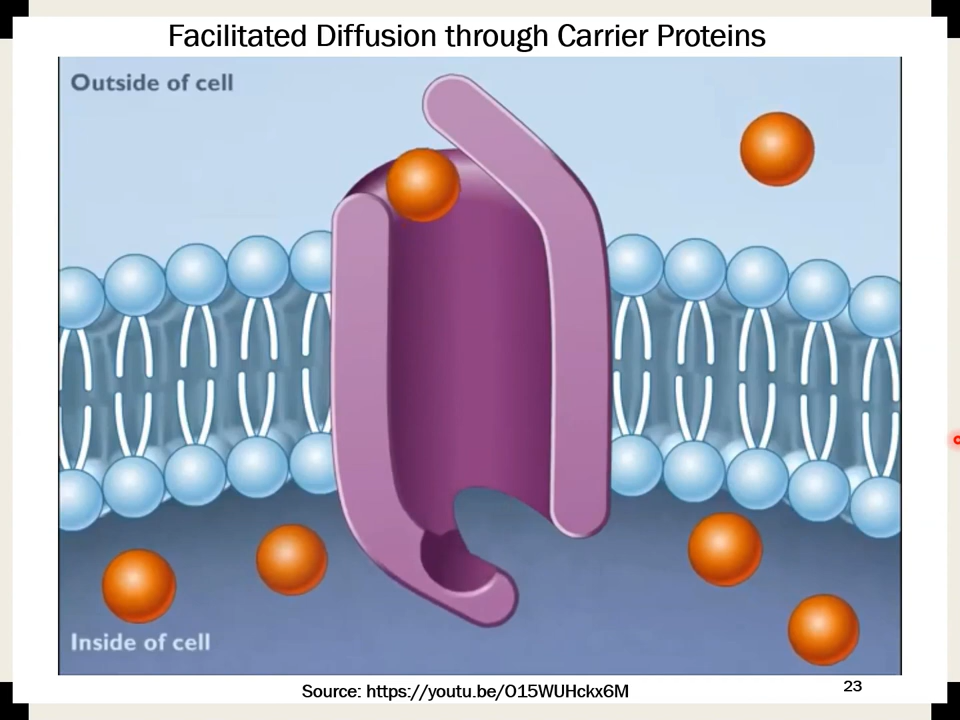 Facilitated Diffusion through Carrier Proteins
Outside of cell
Inside of cell
Source: https://youtu.be/O15WUHckx6M
23